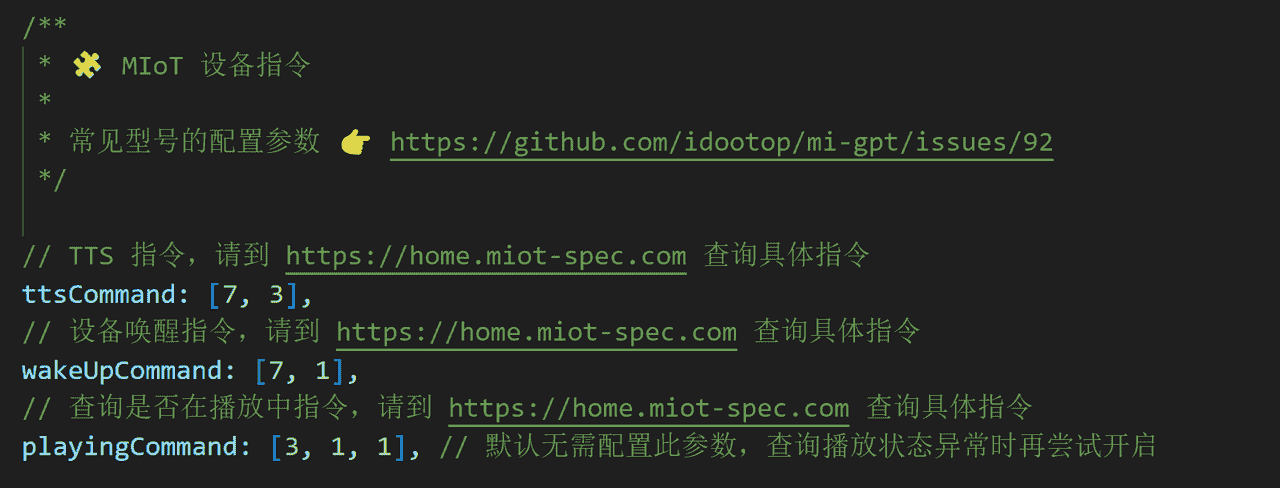 /**
* 🧩 MIoT 设备指令
*
* 常见型号的配置参数 👉 https://github.com/idootop/mi-gpt/issues/92
*/
// TTS 指令，请到 https://home.miot-spec.com 查询具体指令
ttsCommand: [7, 3],
// 设备唤醒指令，请到 https://home.miot-spec.com 查询具体指令
wakeUpCommand: [7, 1],
// 查询是否在播放中指令，请到 https://home.miot-spec.com 查询具体指令
playingCommand: [3, 1, 1], // 默认无需配置此参数，查询播放状态异常时再尝试开启